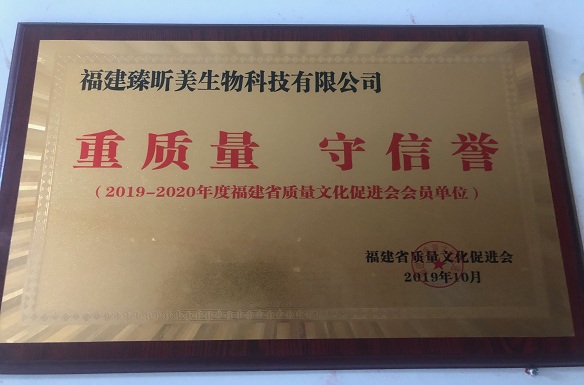 福建臻昕美生物科技有限公司
重质量 守信誉
（2019-2020年度福建省质量文化促进会会员单位）
福建省质量文化促进会
2019年10月